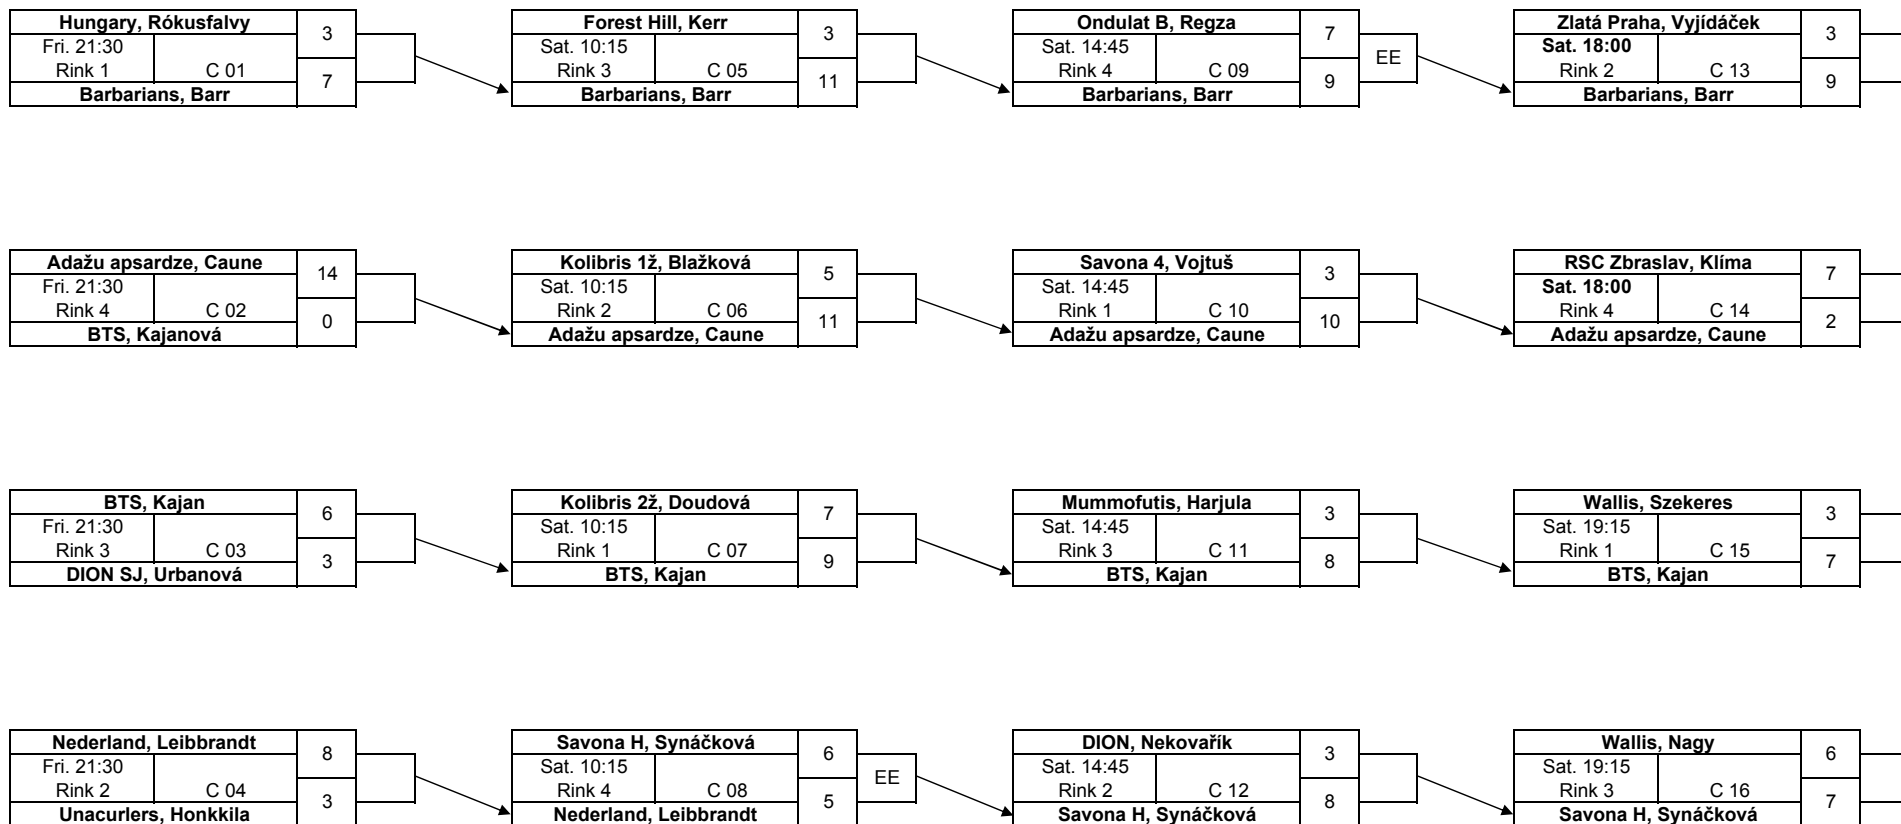 Hungary, Rókusfalvy
3
Fri. 21:30
Rink 1 C 01
7
Barbarians, Barr
Forest Hill, Kerr
3
Sat. 10:15
Rink 3 C 05
11
Barbarians, Barr
Ondulat B, Regza
7
Sat. 14:45
Rink 4 C 09
9
Barbarians, Barr
EE
Zlatá Praha, Vyjídáček
3
Sat. 18:00
Rink 2 C 13
9
Barbarians, Barr
Adažu apsardze, Caune
14
Fri. 21:30
Rink 4 C 02
0
BTS, Kajanová
Kolibris 1ž, Blažková
5
Sat. 10:15
Rink 2 C 06
11
Adažu apsardze, Caune
Savona 4, Vojtuš
3
Sat. 14:45
Rink 1 C 10
10
Adažu apsardze, Caune
RSC Zbraslav, Klíma
7
Sat. 18:00
Rink 4 C 14
2
Adažu apsardze, Caune
BTS, Kajan
6
Fri. 21:30
Rink 3 C 03
3
DION SJ, Urbanová
Kolibris 2ž, Doudová
7
Sat. 10:15
Rink 1 C 07
9
BTS, Kajan
Mummofutis, Harjula
3
Sat. 14:45
Rink 3 C 11
8
BTS, Kajan
Wallis, Szekeres
3
Sat. 19:15
Rink 1 C 15
7
BTS, Kajan
Nederland, Leibbrandt
8
Fri. 21:30
Rink 2 C 04
3
Unacurlers, Honkkila
Savona H, Synáčková
6
Sat. 10:15
Rink 4 C 08
5
Nederland, Leibbrandt
EE
DION, Nekovařík
3
Sat. 14:45
Rink 2 C 12
8
Savona H, Synáčková
Wallis, Nagy
6
Sat. 19:15
Rink 3 C 16
7
Savona H, Synáčková